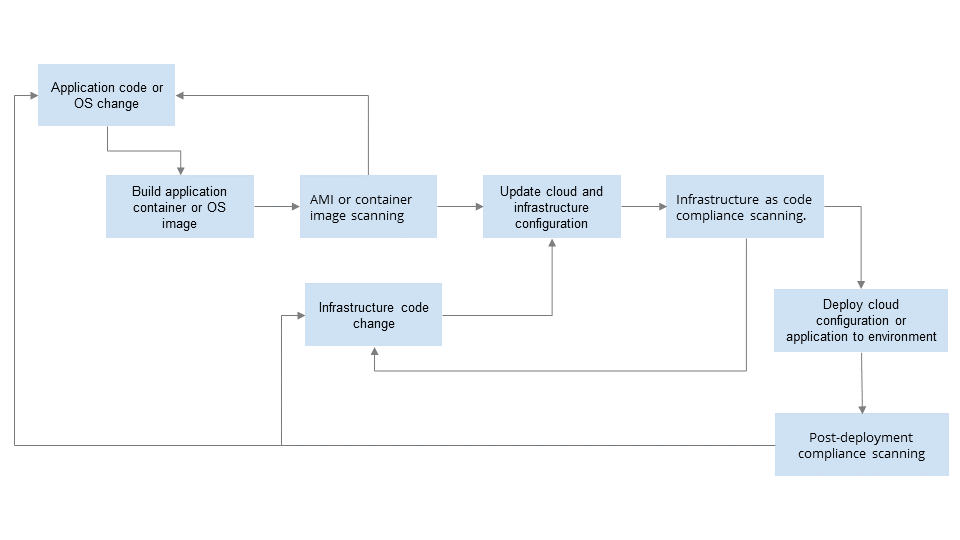 Application code or
OS change
Build application
container or OS
image
AMI or container
image scanning
Update cloud and
infrastructure
configuration
Infrastructure as code
compliance scanning.
Infrastructure code
change
Deploy cloud
configuration or
application to environment
Post-deployment
compliance scanning